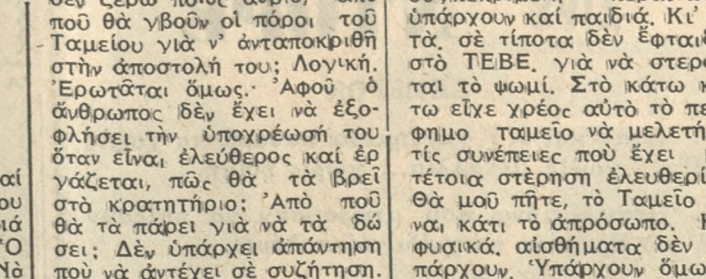 ποῦ θὰ γβοῦν οἱ πόροι τοῦ
Ταμείου γιὰ ν' ἀνταποκριθῆ
στὴν ἀποστολή του; Λογική.
Ἐρωτᾶται ὅμως. Ἀφοῦ ὁ
ἄνθρωπος δὲν ἔχει νὰ ἐξο-
φλήσει τὴν ὑποχρέωσή του
ὅταν εἶναι ἐλεύθερος καί ἐρ
γάζεται, πῶς θὰ τὰ βρεῖ
στὸ κρατητήριο; Ἀπὸ ποῦ
θὰ τὰ πάρει γιὰ νὰ τὰ δώ
σει; Δὲν ὑπάρχει ἀπάντηση
ποὺ νὰ ἀντέχει σὲ συζήτηση.
ὑπάρχουν καί παιδιά. Κι'
τὰ. σὲ τίποτα δὲν ἔφται
στὸ ΤΕΒΕ. γιὰ νὰ στερ
ται τὸ ψωμί. Στὸ κάτω κ
τω εἶχε χρέος αὐτὸ τὸ πε
φημο ταμεῖο νὰ μελετή
τίς συνέπειες ποὺ ἔχει
τέτοια στέρηση ἐλευθερί
Θὰ μοῦ πῆτε, τὸ Ταμεῖο
ναι κάτι τὸ ἀπρόσωπο.
φυσικά. αἰσθήματα δὲν
πάρχουν. Ὑπάρχουν ὅμω